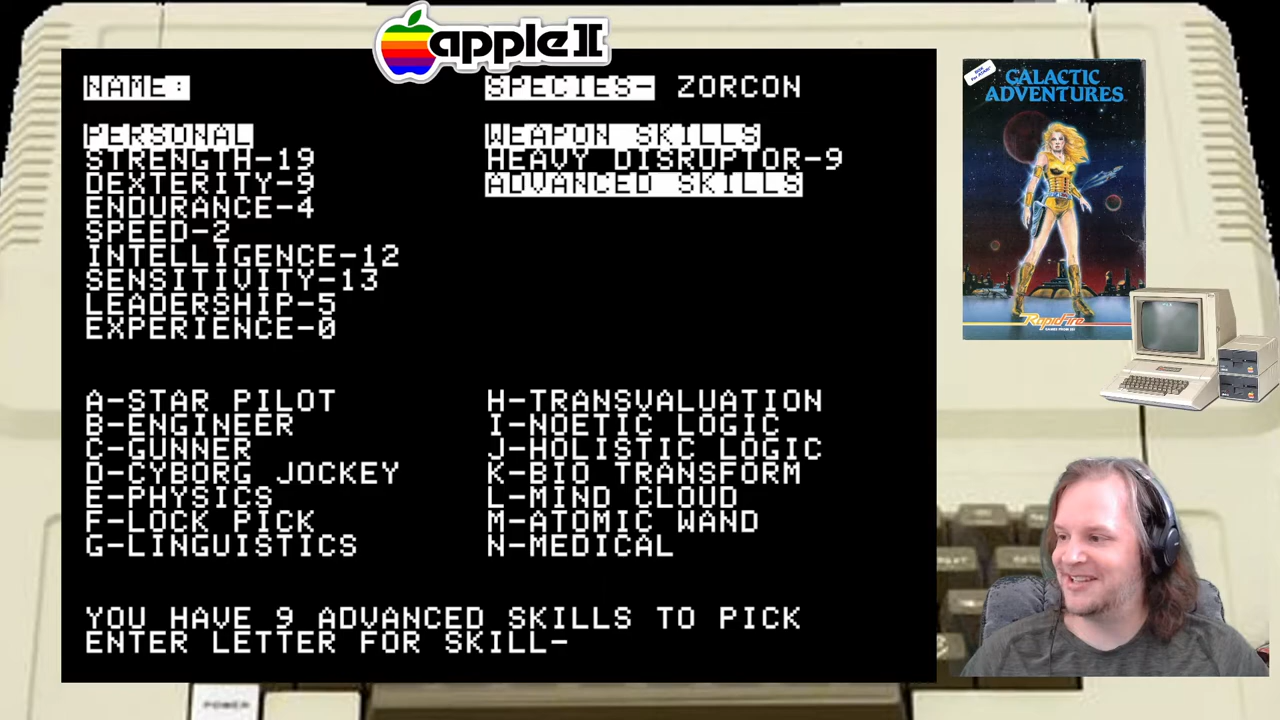 apple ][
NAME:
SPECIES- ZORCON
PERSONAL
STRENGTH-19
DEXTERITY-9
ENDURANCE-4
SPEED-2
INTELLIGENCE-12
SENSITIVITY-13
LEADERSHIP-5
EXPERIENCE-0
WEAPON SKILLS
HEAVY DISRUPTOR-9
ADVANCED SKILLS
A-STAR PILOT
B-ENGINEER
C-GUNNER
D-CYBORG JOCKEY
E-PHYSICS
F-LOCK PICK
G-LINGUISTICS
H-TRANSVALUATION
I-NOETIC LOGIC
J-HOLISTIC LOGIC
K-BIO TRANSFORM
L-MIND CLOUD
M-ATOMIC WAND
N-MEDICAL
YOU HAVE 9 ADVANCED SKILLS TO PICK
ENTER LETTER FOR SKILL-
GALACTIC
ADVENTURES
RapidFire
POWER